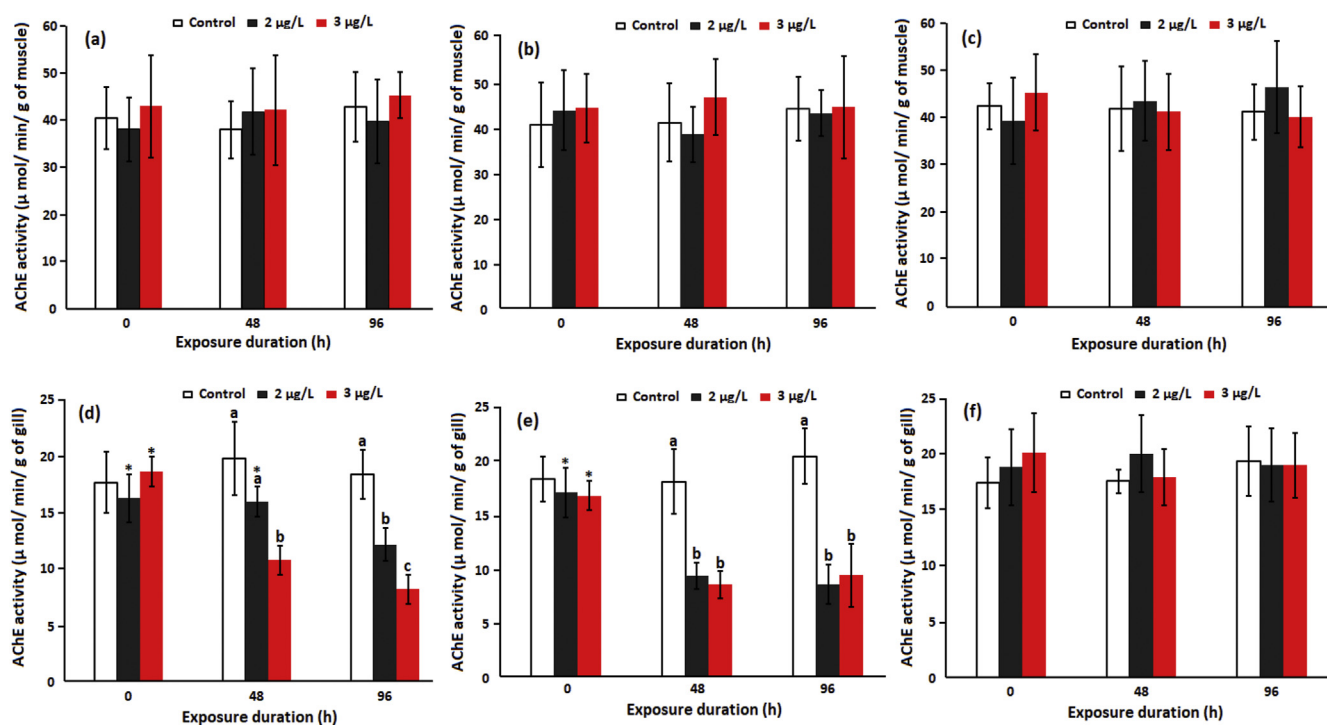 (a)
Control 2 µg/L 3 µg/L
AChE activity (µ mol/ min/ g of muscle)
60
50
40
30
20
10
0
0 48 96
Exposure duration (h)
(b)
Control 2 µg/L 3 µg/L
AChE activity (µ mol/ min/ g of muscle)
60
50
40
30
20
10
0
0 48 96
Exposure duration (h)
(c)
Control 2 µg/L 3 µg/L
AChE activity (µ mol/ min/ g of muscle)
60
50
40
30
20
10
0
0 48 96
Exposure duration (h)
(d)
Control 2 µg/L 3 µg/L
AChE activity (µ mol/ min/ g of gill)
25
20
15
10
5
0
* * a * a b a b c
0 48 96
Exposure duration (h)
(e)
Control 2 µg/L 3 µg/L
AChE activity (µ mol/ min/ g of gill)
25
20
15
10
5
0
* * a b b a b b
0 48 96
Exposure duration (h)
(f)
Control 2 µg/L 3 µg/L
AChE activity (µ mol/ min/ g of gill)
25
20
15
10
5
0
0 48 96
Exposure duration (h)